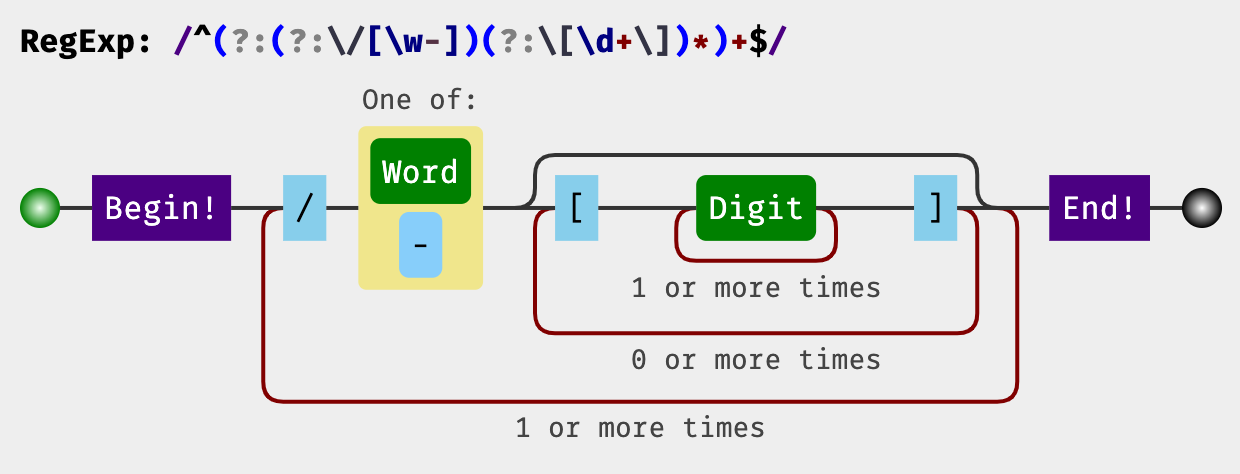 RegExp: /^(?:(?:\/[\w-])(?:\[\d+\])*)+$/
One of:
Begin! / Word - [ Digit ] End!
1 or more times
0 or more times
1 or more times